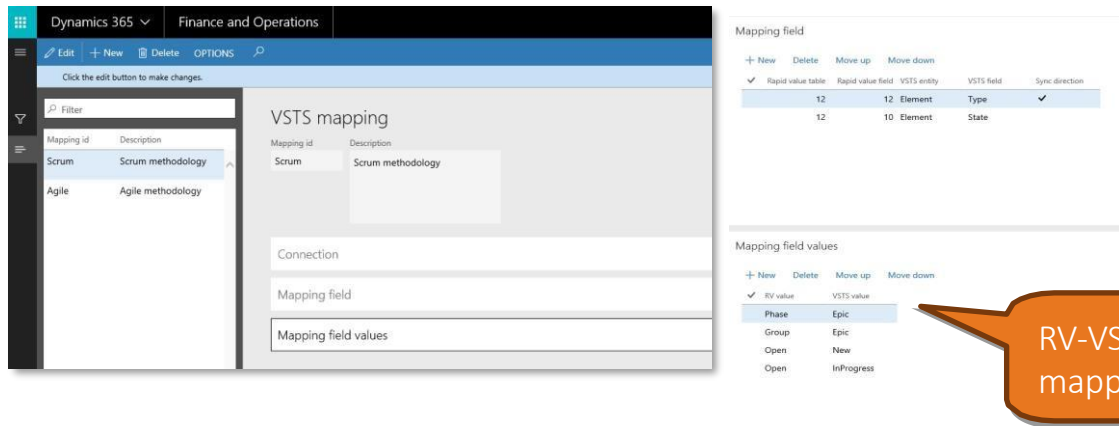 Dynamics 365 Finance and Operations
Edit + New Delete OPTIONS
Click the edit button to make changes.
Filter
Mapping id Description
Scrum Scrum methodology
Agile Agile methodology
VSTS mapping
Mapping id Description
Scrum Scrum methodology
Connection
Mapping field
Mapping field values
Mapping field
+ New Delete Move up Move down
Rapid value table Rapid value field VSTS entity VSTS field Sync direction
12 12 Element Type
12 10 Element State
Mapping field values
+ New Delete Move up Move down
RV value VSTS value
Phase Epic
Group Epic
Open New
Open InProgress
RV-VS
mapp